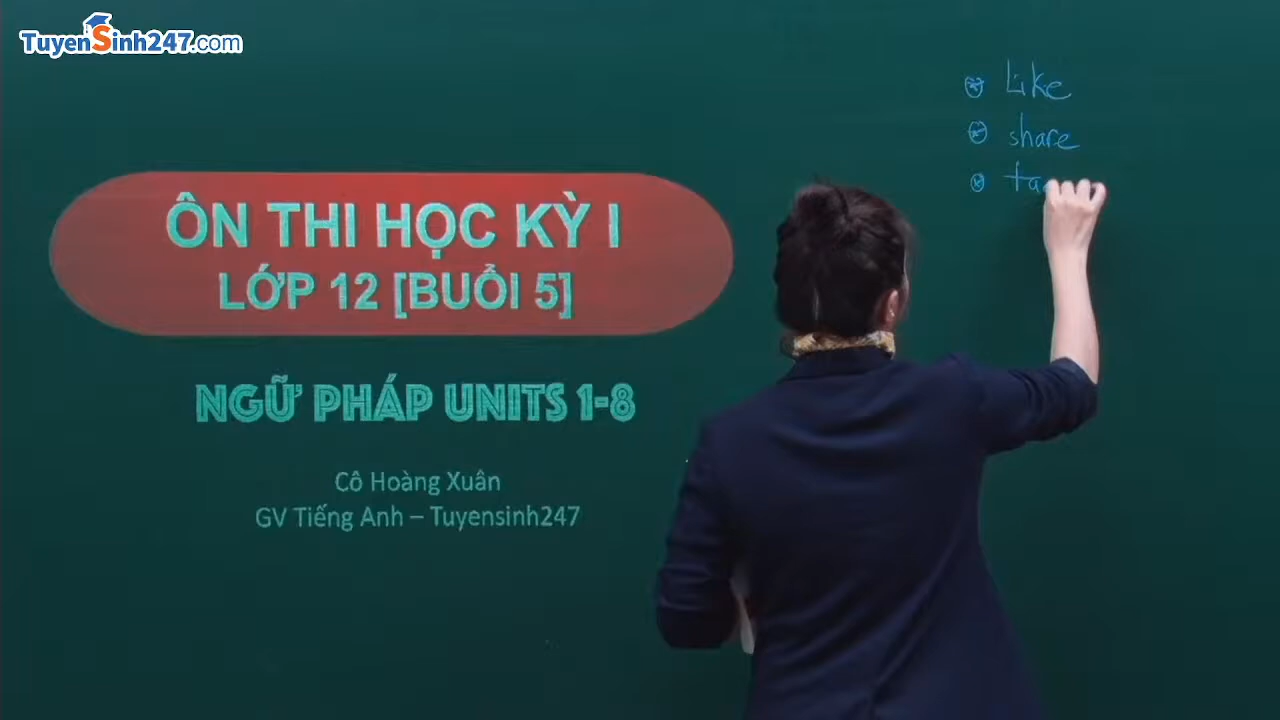 TuyenSinh247.com
Like
share
ÔN THI HỌC KỲ I
LỚP 12 [BUỔI 5]
NGỮ PHÁP UNITS 1-8
Cô Hoàng Xuân
GV Tiếng Anh – Tuyensinh247